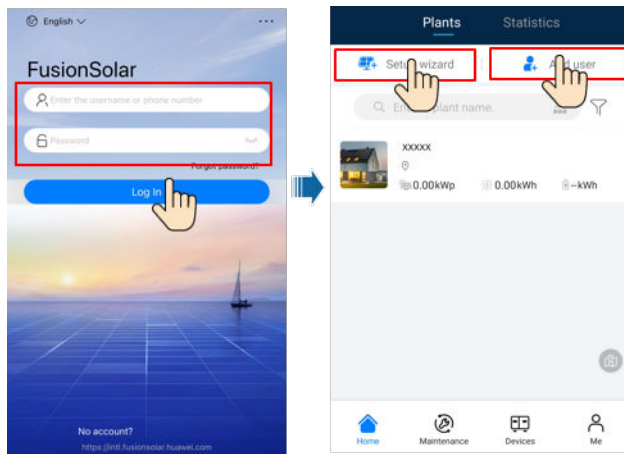 English
...
FusionSolar
Enter the username or phone number
Password
Forgot password?
Log In
No account?
https://intl.fusionsolar.huawei.com
Plants Statistics
Setup wizard
Add user
plant name.
xxxxx
0.00kWp 0.00kWh --kWh
Home Maintenance Devices Me